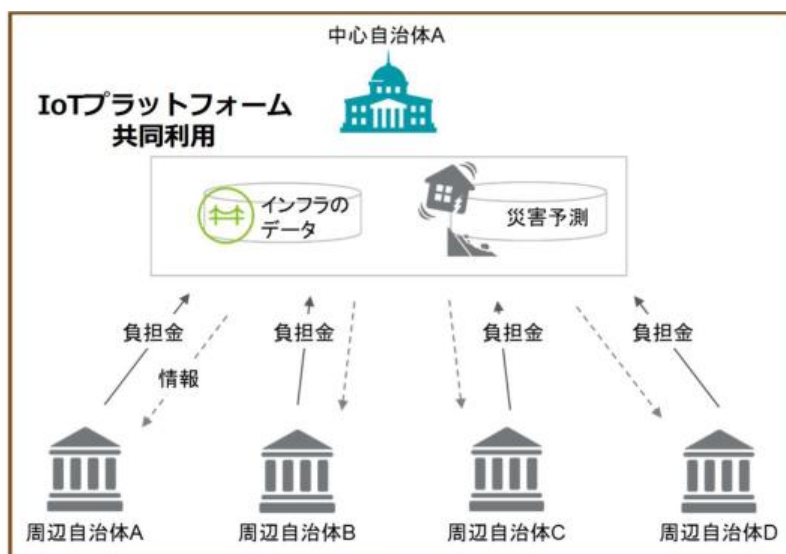 中心自治体A
IoTプラットフォーム
共同利用
インフラの
データ
災害予測
負担金
負担金
負担金
負担金
情報
周辺自治体A
周辺自治体B
周辺自治体C
周辺自治体D